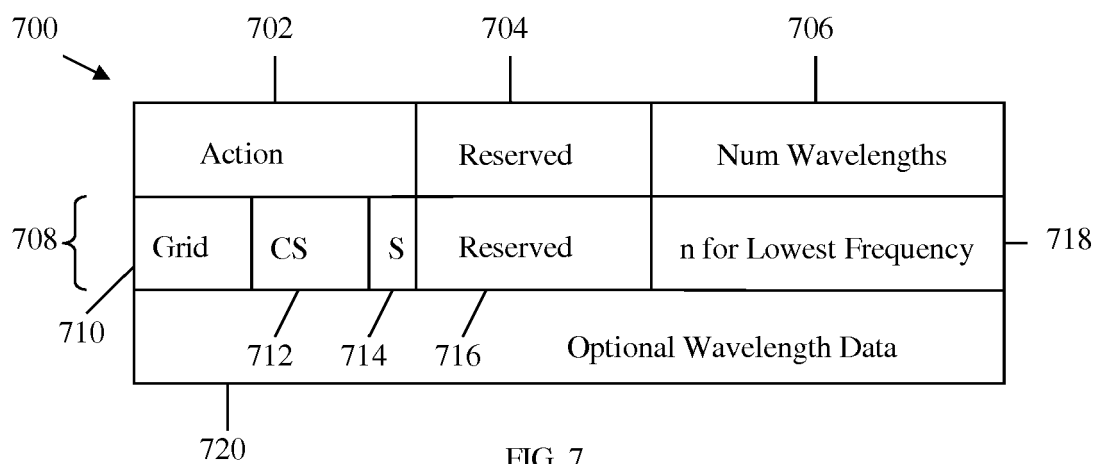 700 702 704 706
Action Reserved Num Wavelengths
708 Grid CS S Reserved n for Lowest Frequency 718
710 712 714 716
Optional Wavelength Data
720
FIG. 7